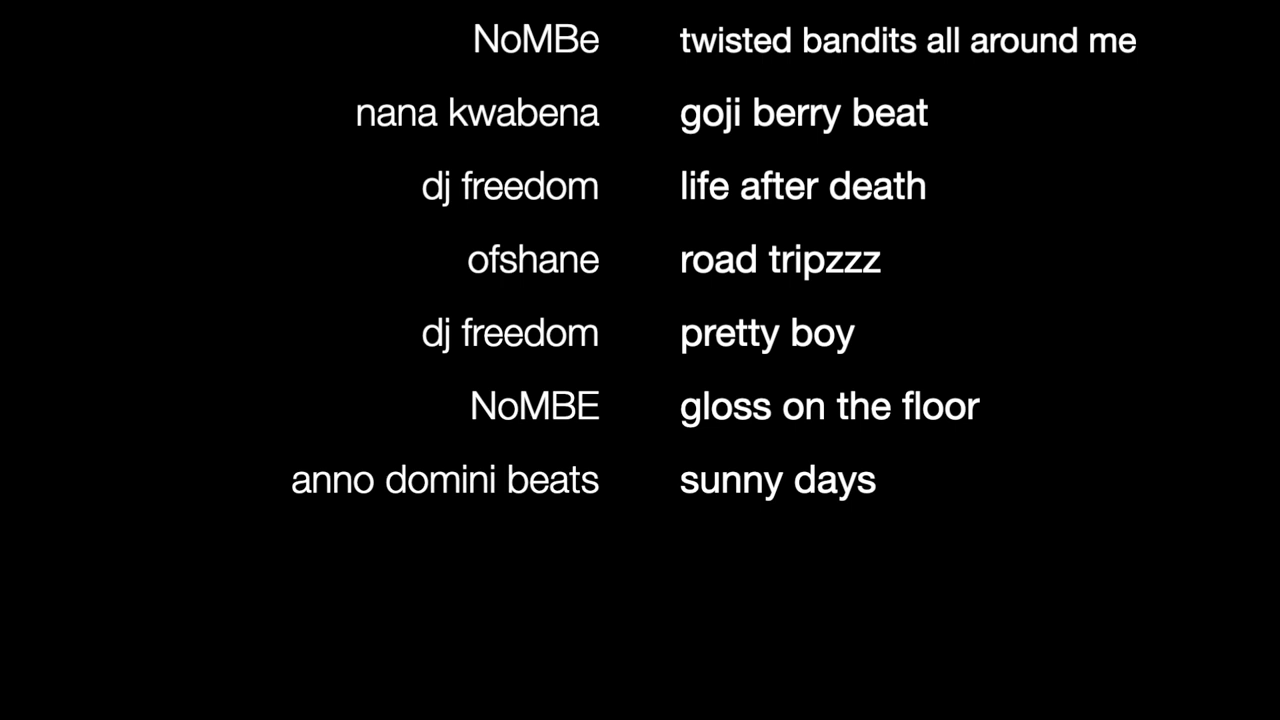 NoMBe twisted bandits all around me
nana kwabena goji berry beat
dj freedom life after death
ofshane road tripzzz
dj freedom pretty boy
NoMBE gloss on the floor
anno domini beats sunny days